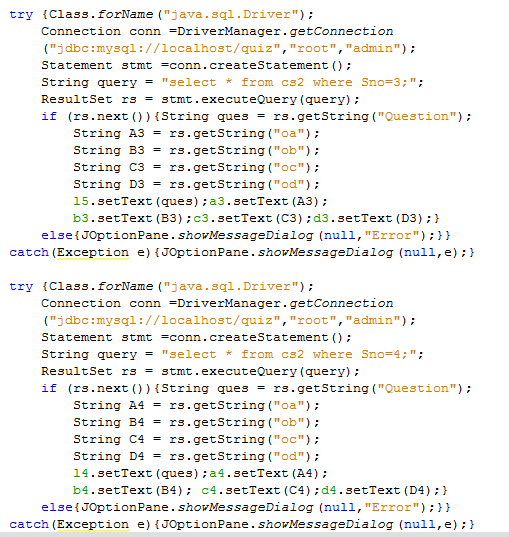 try {Class.forName("java.sql.Driver");
Connection conn =DriverManager.getConnection
("jdbc:mysql://localhost/quiz","root","admin");
Statement stmt =conn.createStatement();
String query = "select * from cs2 where Sno=3;";
ResultSet rs = stmt.executeQuery(query);
if (rs.next()){String ques = rs.getString("Question");
String A3 = rs.getString("oa");
String B3 = rs.getString("ob");
String C3 = rs.getString("oc");
String D3 = rs.getString("od");
l5.setText(ques);a3.setText(A3);
b3.setText(B3);c3.setText(C3);d3.setText(D3);}
else{JOptionPane.showMessageDialog(null,"Error");}}
catch(Exception e){JOptionPane.showMessageDialog(null,e);}
try {Class.forName("java.sql.Driver");
Connection conn =DriverManager.getConnection
("jdbc:mysql://localhost/quiz","root","admin");
Statement stmt =conn.createStatement();
String query = "select * from cs2 where Sno=4;";
ResultSet rs = stmt.executeQuery(query);
if (rs.next()){String ques = rs.getString("Question");
String A4 = rs.getString("oa");
String B4 = rs.getString("ob");
String C4 = rs.getString("oc");
String D4 = rs.getString("od");
l4.setText(ques);a4.setText(A4);
b4.setText(B4); c4.setText(C4);d4.setText(D4);}
else{JOptionPane.showMessageDialog(null,"Error");}}
catch(Exception e){JOptionPane.showMessageDialog(null,e);}